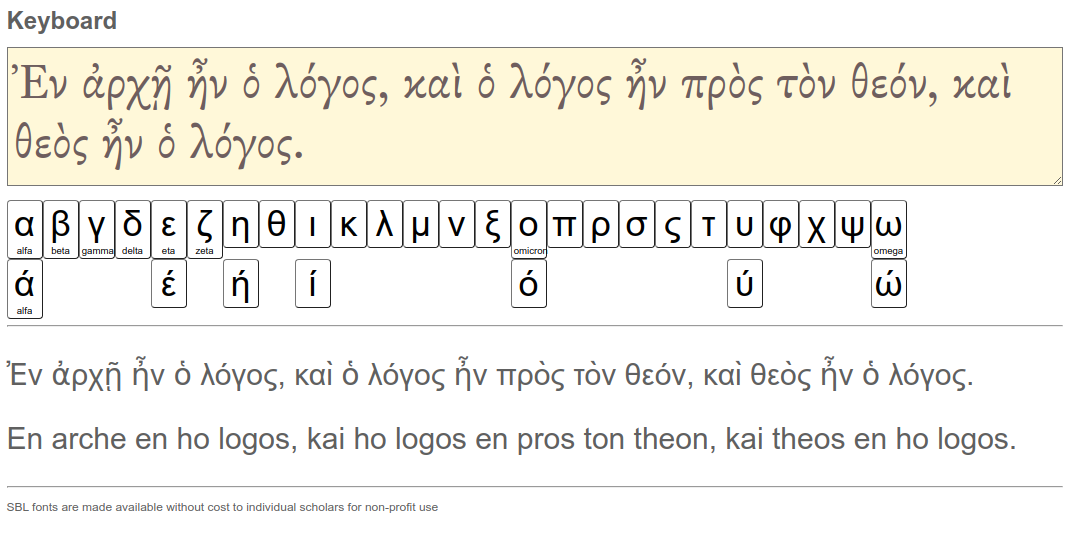 Keyboard
Ἐν ἀρχῇ ἦν ὁ λόγος, καὶ ὁ λόγος ἦν πρὸς τὸν θεόν, καὶ
θεὸς ἦν ὁ λόγος.
α β γ δ ε ζ η θ ι κ λ μ ν ξ ο π ρ σ ς τ υ φ χ ψ ω
alfa beta gamma delta eta zeta omicron omega
ά έ ή ί ό ύ ώ
alfa
Ἐν ἀρχῇ ἦν ὁ λόγος, καὶ ὁ λόγος ἦν πρὸς τὸν θεόν, καὶ θεὸς ἦν ὁ λόγος.
En arche en ho logos, kai ho logos en pros ton theon, kai theos en ho logos.
SBL fonts are made available without cost to individual scholars for non-profit use